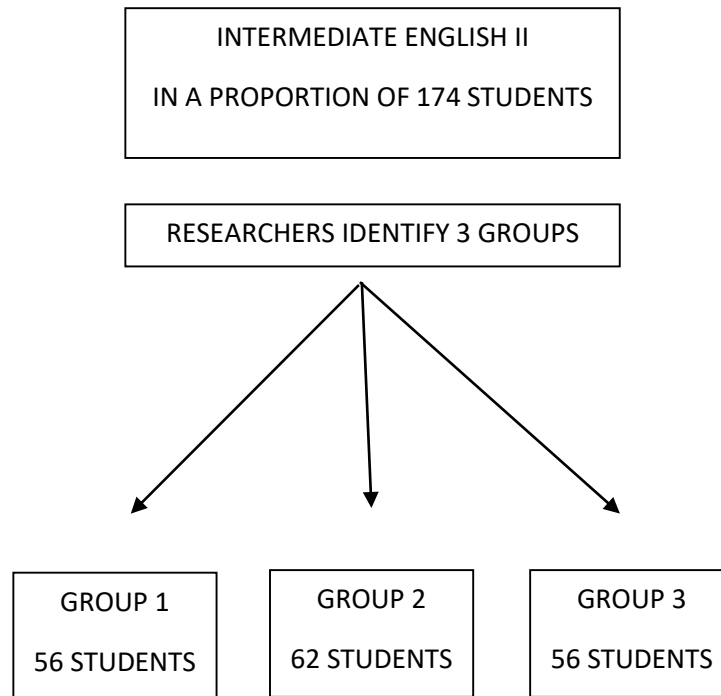 INTERMEDIATE ENGLISH II
IN A PROPORTION OF 174 STUDENTS
RESEARCHERS IDENTIFY 3 GROUPS
GROUP 1
56 STUDENTS
GROUP 2
62 STUDENTS
GROUP 3
56 STUDENTS